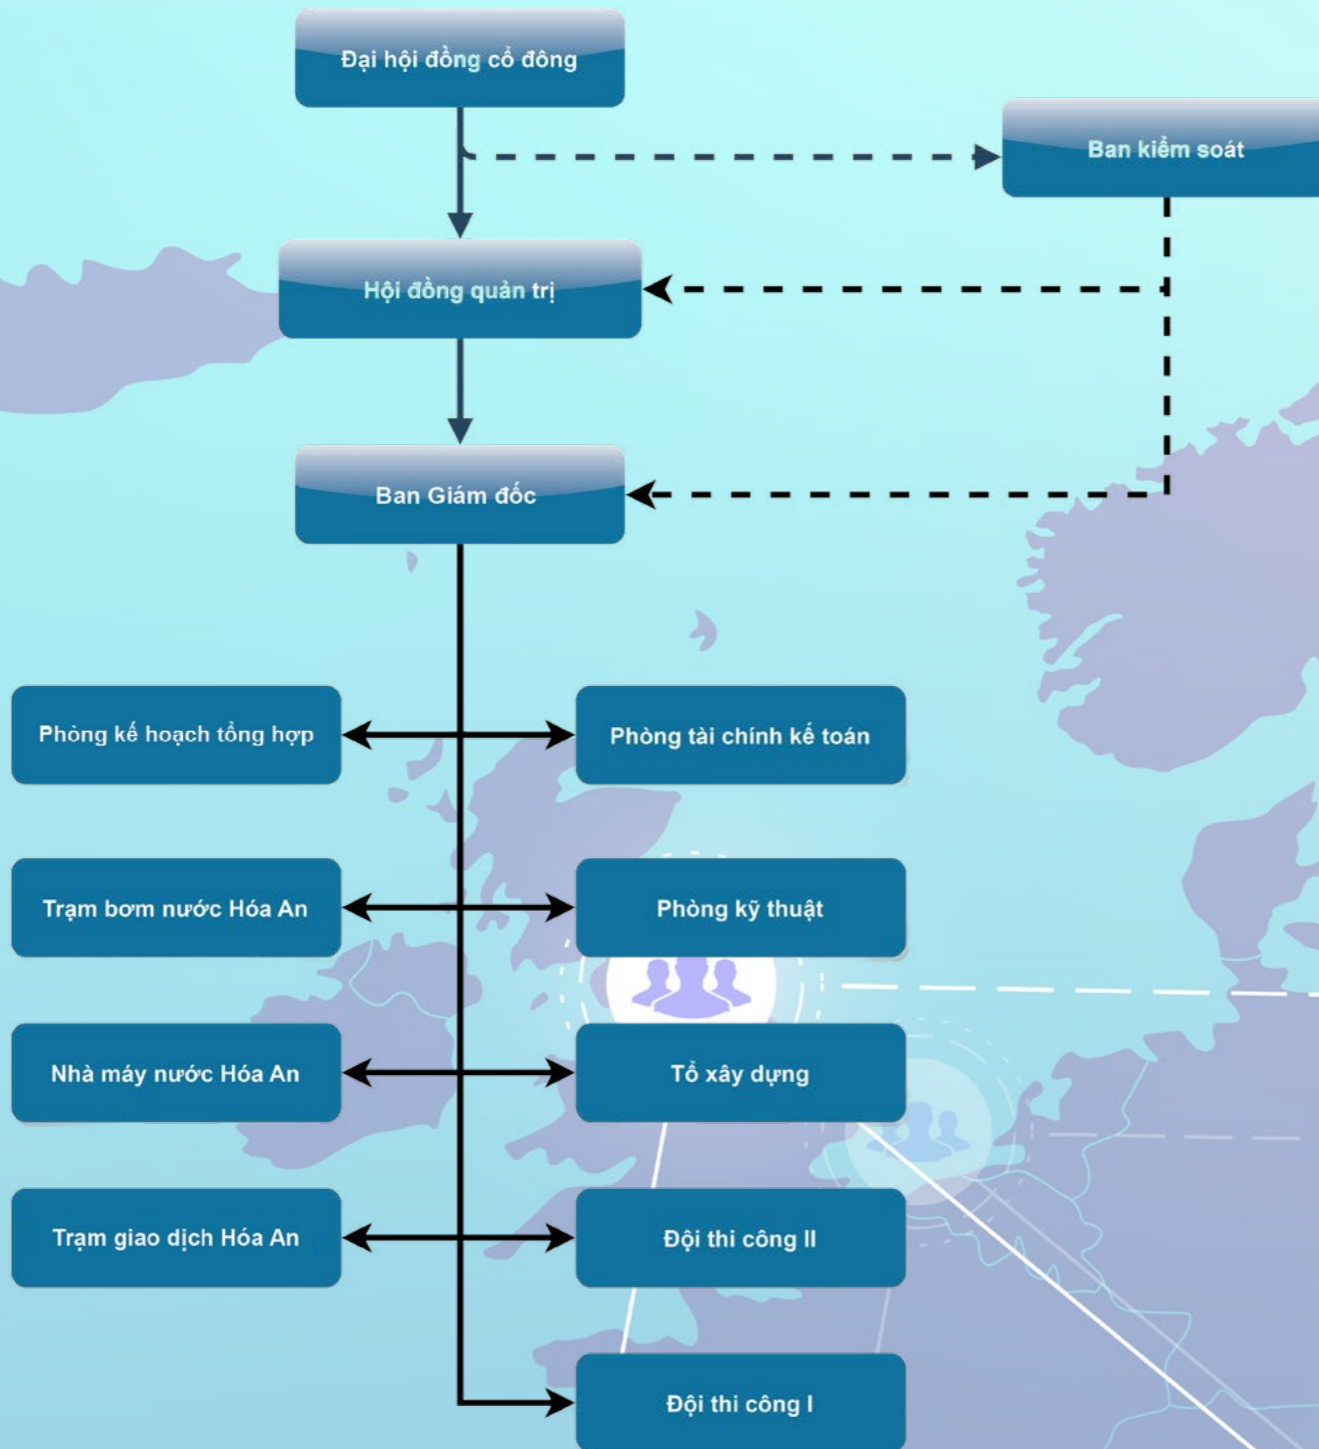 Đại hội đồng cổ đông
Ban kiểm soát
Hội đồng quản trị
Ban Giám đốc
Phòng kế hoạch tổng hợp
Phòng tài chính kế toán
Trạm bơm nước Hóa An
Phòng kỹ thuật
Nhà máy nước Hóa An
Tổ xây dựng
Trạm giao dịch Hóa An
Đội thi công II
Đội thi công I